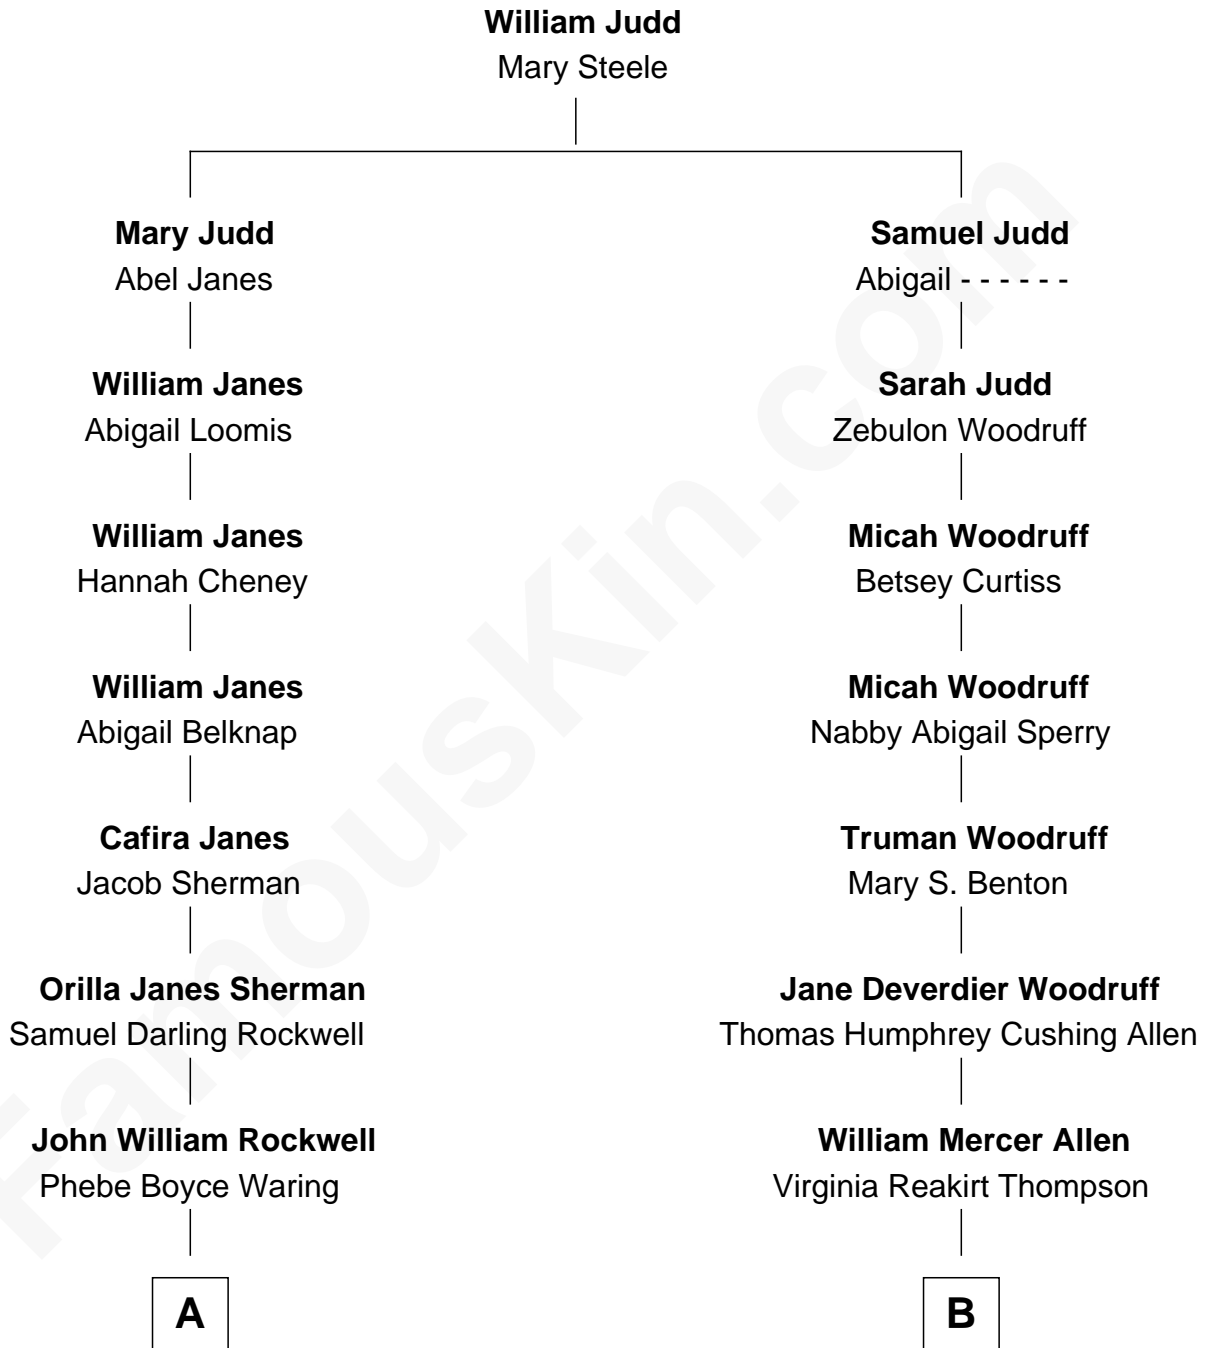 William Judd
Mary Steele
Mary Judd
Abel Janes
Samuel Judd
Abigail - - - - - -
William Janes
Abigail Loomis
Sarah Judd
Zebulon Woodruff
William Janes
Hannah Cheney
Micah Woodruff
Betsey Curtiss
William Janes
Abigail Belknap
Micah Woodruff
Nabby Abigail Sperry
Cafira Janes
Jacob Sherman
Truman Woodruff
Mary S. Benton
Orilla Janes Sherman
Samuel Darling Rockwell
Jane Deverdier Woodruff
Thomas Humphrey Cushing Allen
John William Rockwell
Phebe Boyce Waring
William Mercer Allen
Virginia Reakirt Thompson
A
B
FamousKin.com